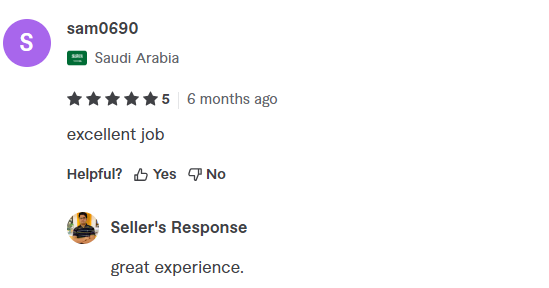 S
sam0690
Saudi Arabia
5 6 months ago
excellent job
Helpful? Yes No
Seller's Response
great experience.